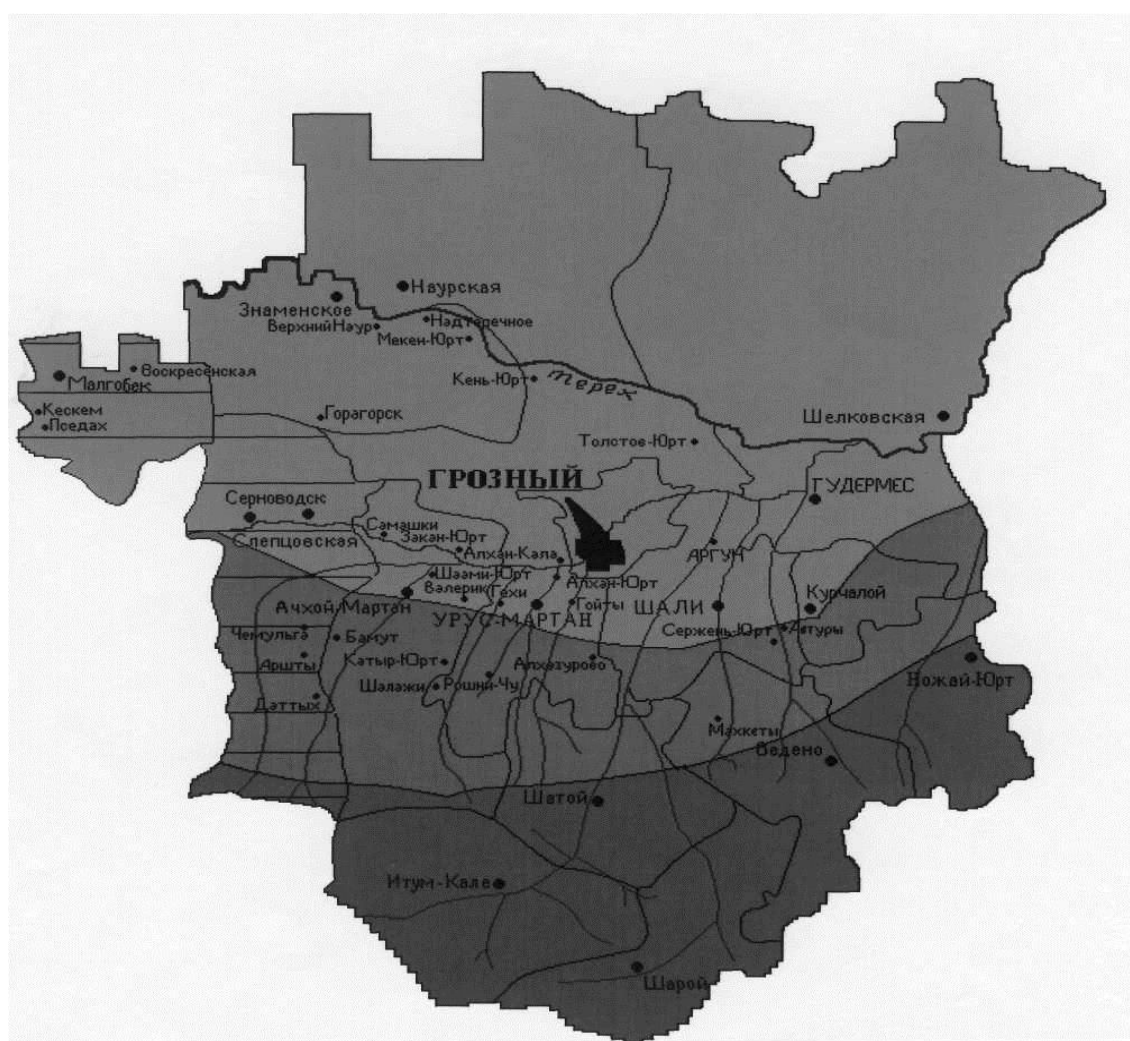 Наурская
Знаменское
Надтеречное
Верхний Наур
Мекен-Юрт
Воскресенская
Малгобек
Кень-Юрт
терек
Кескем
Пседах
Горагорск
Шелковская
Толстое-Юрт
ГРОЗНЫЙ
ГУДЕРМЕС
Серноводск
Слепцовская
Самашки
Закан-Юрт
Алхан-Кала
АРГУН
Шаами-Юрт
Алхан-Юрт
Валерик
Гехи
Гойты
Ачхой-Мартан
УРУС-МАРТАН
ШАЛИ
Курчалой
Чемульга
Бамут
Сержень-Юрт
Автуры
Аршты
Катыр-Юрт
Алхазурово
Ножай-Юрт
Шалажи
Рошни-Чу
Даттых
Махкеты
Ведено
Шатой
Итум-Кале
Шарой